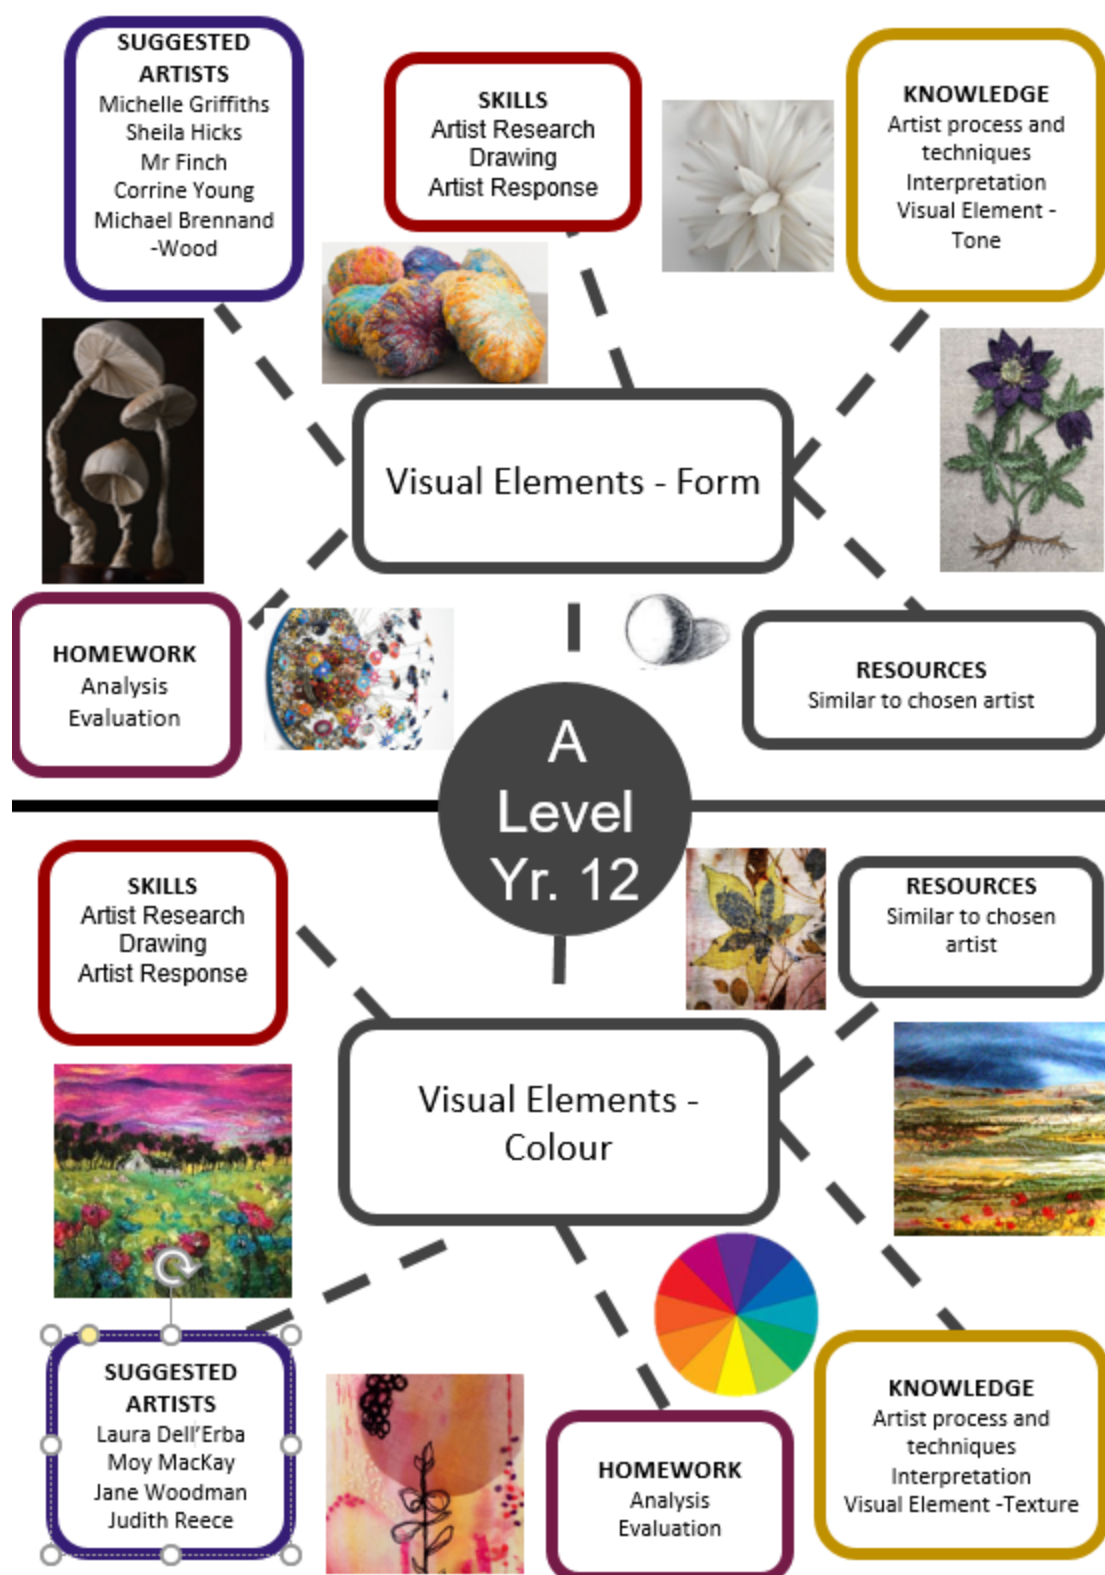 SUGGESTED
ARTISTS
Michelle Griffiths
Sheila Hicks
Mr Finch
Corrine Young
Michael Brennand
-Wood
SKILLS
Artist Research
Drawing
Artist Response
KNOWLEDGE
Artist process and
techniques
Interpretation
Visual Element -
Tone
Visual Elements - Form
HOMEWORK
Analysis
Evaluation
RESOURCES
Similar to chosen artist
A
Level
Yr. 12
SKILLS
Artist Research
Drawing
Artist Response
RESOURCES
Similar to chosen
artist
Visual Elements -
Colour
SUGGESTED
ARTISTS
Laura Dell'Erba
Moy MacKay
Jane Woodman
Judith Reece
HOMEWORK
Analysis
Evaluation
KNOWLEDGE
Artist process and
techniques
Interpretation
Visual Element -Texture